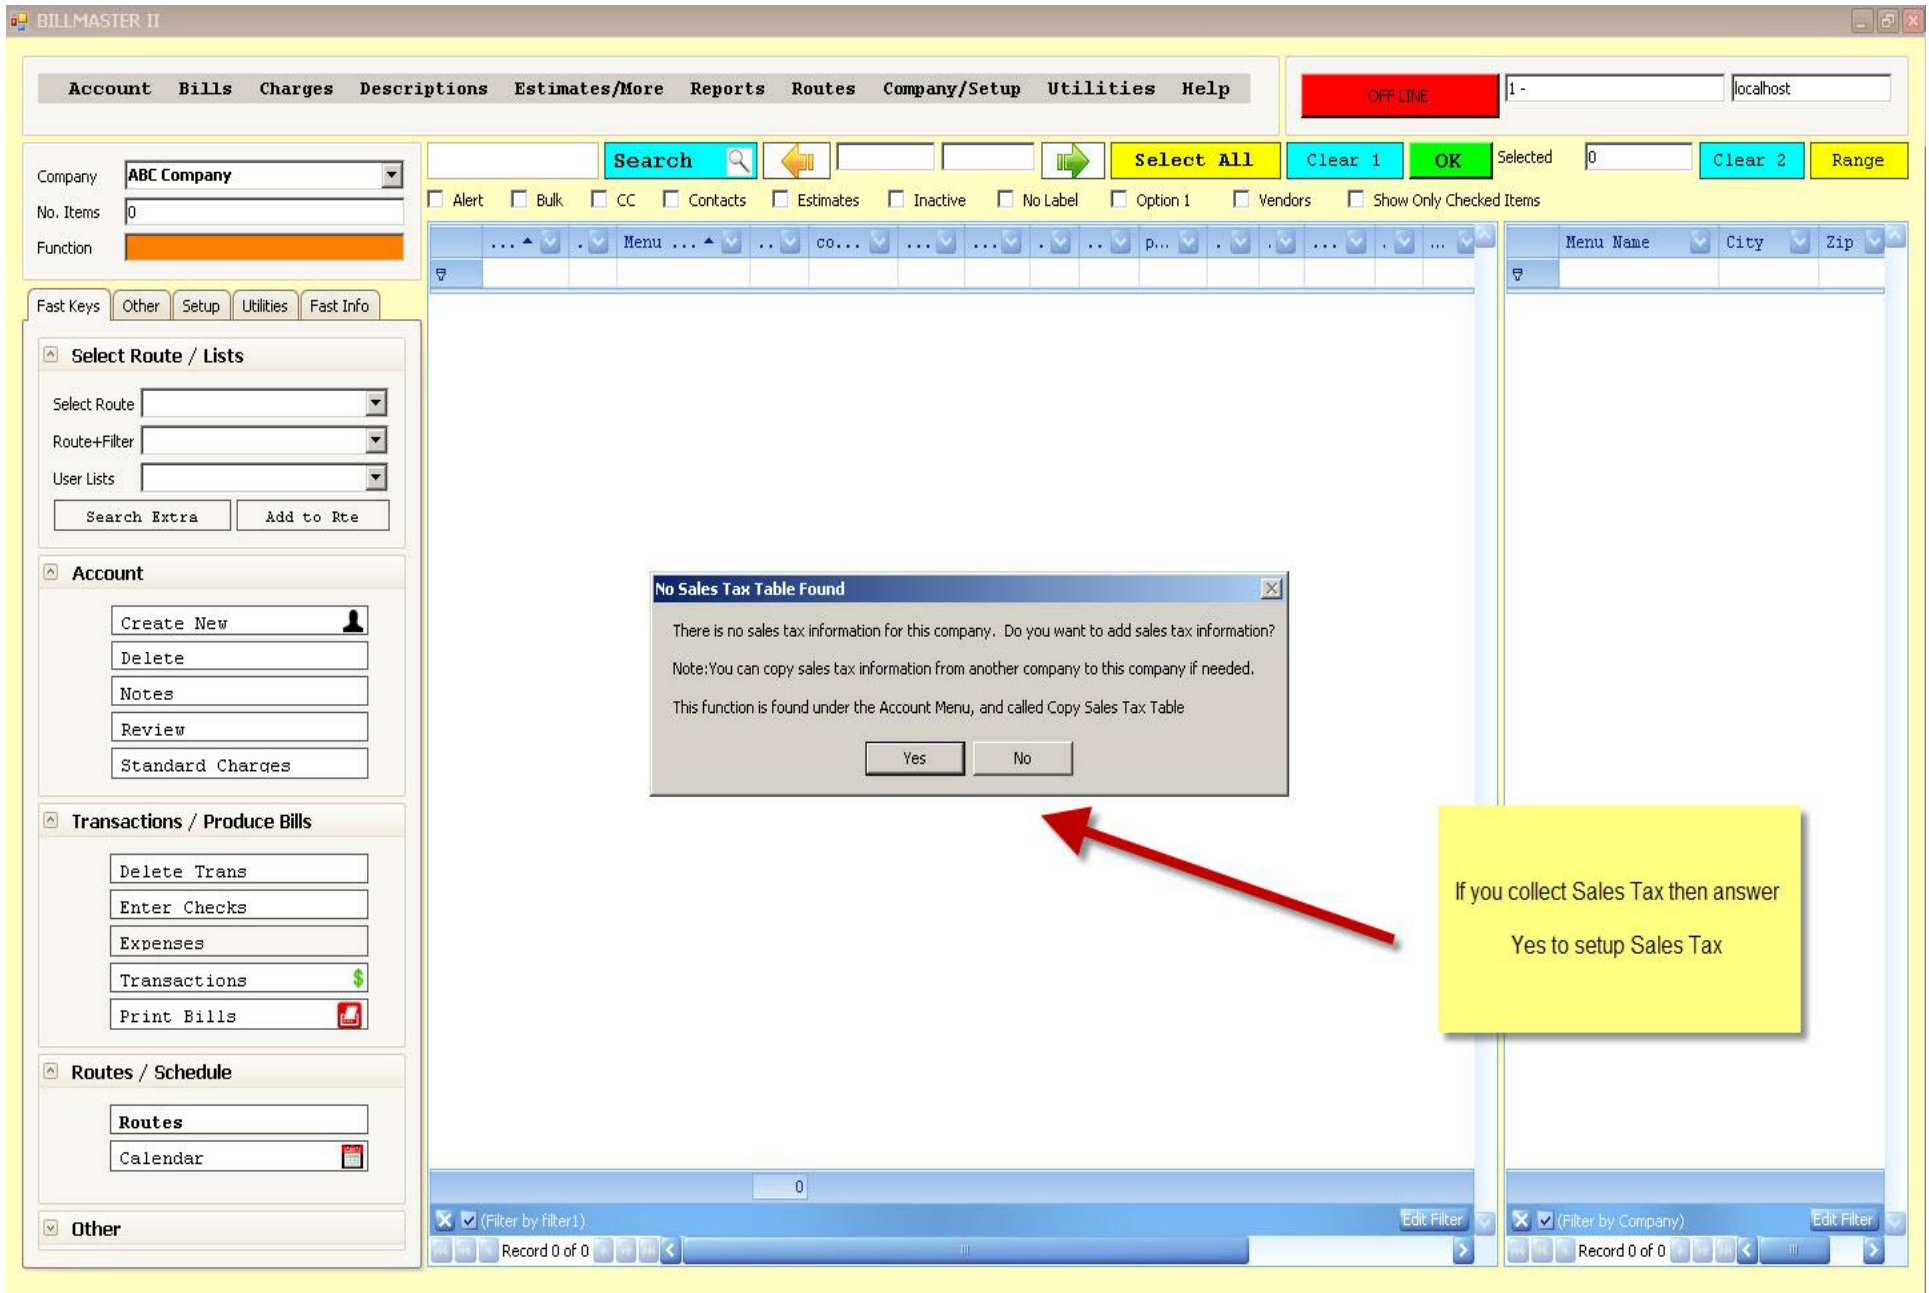 BILLMASTER II
Account Bills Charges Descriptions Estimates/More Reports Routes Company/Setup Utilities Help
OFF LINE
1 -
localhost
Company ABC Company
No. Items 0
Function
Search
Select All
Clear 1
OK
Selected 0
Clear 2
Range
Alert Bulk CC Contacts Estimates Inactive No Label Option 1 Vendors Show Only Checked Items
... . Menu ... .. co... ... ... . .. p... . . ... . ...
Menu Name City Zip
Fast Keys Other Setup Utilities Fast Info
Select Route / Lists
Select Route
Route+Filter
User Lists
Search Extra Add to Rte
Account
Create New
Delete
Notes
Review
Standard Charges
Transactions / Produce Bills
Delete Trans
Enter Checks
Expenses
Transactions
Print Bills
Routes / Schedule
Routes
Calendar
Other
No Sales Tax Table Found
There is no sales tax information for this company. Do you want to add sales tax information?
Note:You can copy sales tax information from another company to this company if needed.
This function is found under the Account Menu, and called Copy Sales Tax Table
Yes No
If you collect Sales Tax then answer
Yes to setup Sales Tax
0
(Filter by filter1) Edit Filter
Record 0 of 0
(Filter by Company) Edit Filter
Record 0 of 0